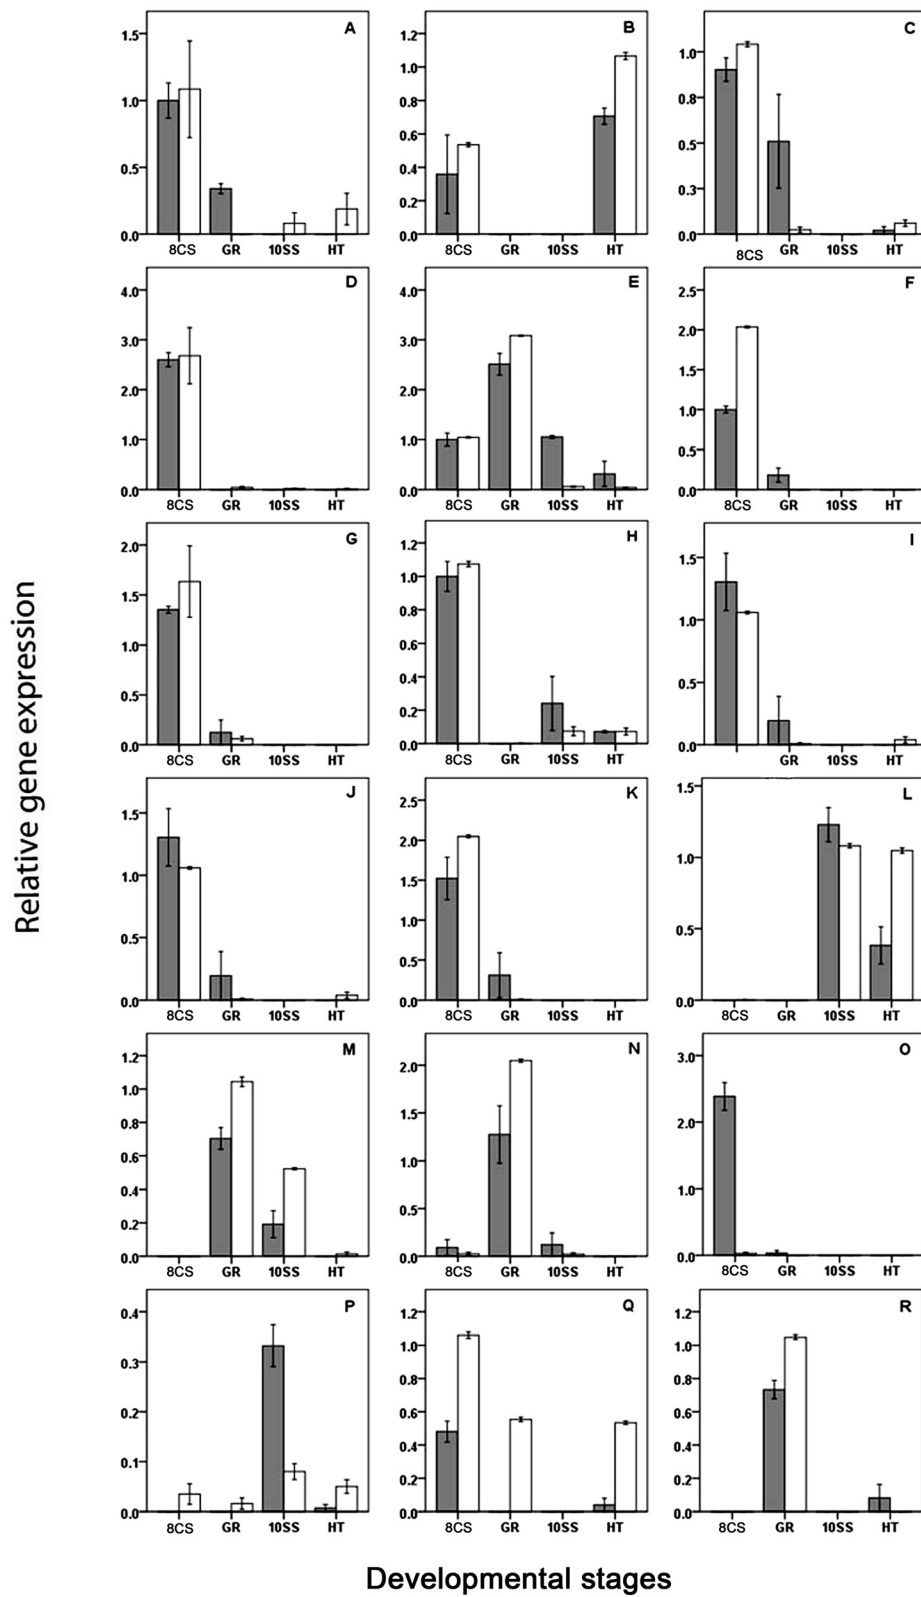 Relative gene expression
A
1.5
1.0
0.5
0.0
8CS GR 10SS HT
B
1.2
1.0
0.8
0.6
0.4
0.2
0.0
8CS GR 10SS HT
C
1.0
0.8
0.5
0.3
0.0
8CS GR 10SS HT
D
4.0
3.0
2.0
1.0
0.0
8CS GR 10SS HT
E
4.0
3.0
2.0
1.0
0.0
8CS GR 10SS HT
F
2.5
2.0
1.5
1.0
0.5
0.0
8CS GR 10SS HT
G
2.0
1.5
1.0
0.5
0.0
8CS GR 10SS HT
H
1.2
1.0
0.8
0.6
0.4
0.2
0.0
8CS GR 10SS HT
I
1.5
1.0
0.5
0.0
GR 10SS HT
J
1.5
1.0
0.5
0.0
8CS GR 10SS HT
K
2.5
2.0
1.5
1.0
0.5
0.0
8CS GR 10SS HT
L
1.5
1.0
0.5
0.0
8CS GR 10SS HT
M
1.2
1.0
0.8
0.6
0.4
0.2
0.0
8CS GR 10SS HT
N
2.0
1.5
1.0
0.5
0.0
8CS GR 10SS HT
O
3.0
2.0
1.0
0.0
8CS GR 10SS HT
P
0.4
0.3
0.2
0.1
0.0
8CS GR 10SS HT
Q
1.2
1.0
0.8
0.6
0.4
0.2
0.0
8CS GR 10SS HT
R
1.2
1.0
0.8
0.6
0.4
0.2
0.0
8CS GR 10SS HT
Developmental stages